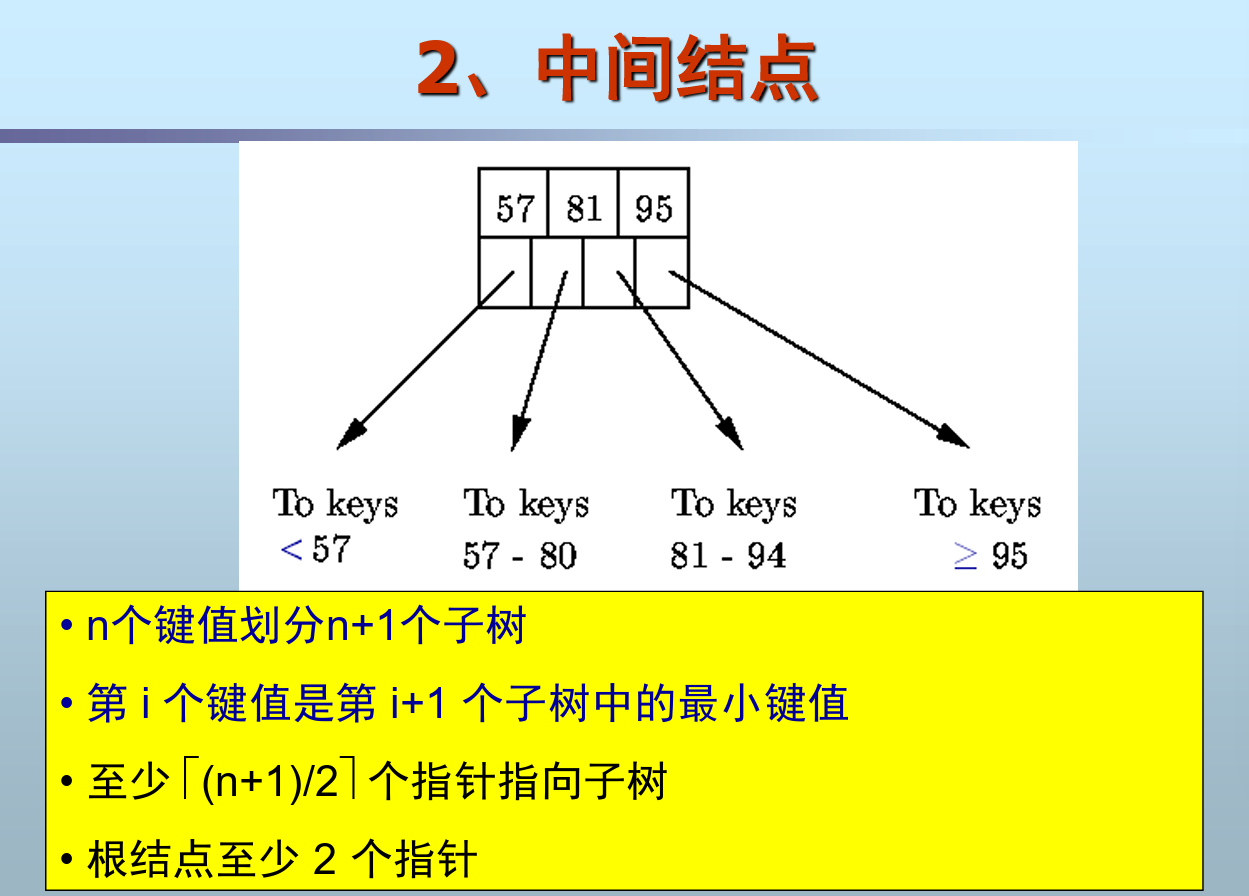 2、中间结点
57 81 95
To keys To keys To keys To keys
< 57 57 - 80 81 - 94 ≥ 95
• n个键值划分n+1个子树
• 第 i 个键值是第 i+1 个子树中的最小键值
• 至少⌈(n+1)/2⌉个指针指向子树
• 根结点至少 2 个指针